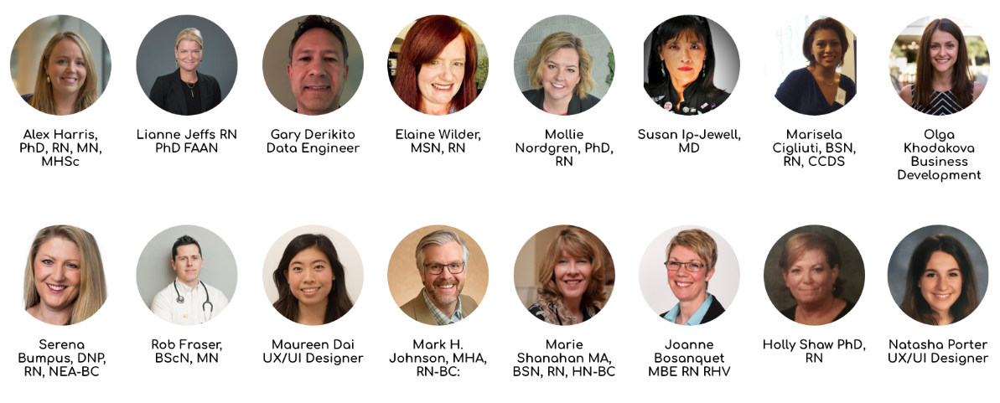 Alex Harris,
PhD, RN, MN,
MHSc
Lianne Jeffs RN
PhD FAAN
Gary Derikito
Data Engineer
Elaine Wilder,
MSN, RN
Mollie
Nordgren, PhD,
RN
Susan Ip-Jewell,
MD
Marisela
Cigliuti, BSN,
RN, CCDS
Olga
Khodakova
Business
Development
Serena
Bumpus, DNP,
RN, NEA-BC
Rob Fraser,
BScN, MN
Maureen Dai
UX/UI Designer
Mark H.
Johnson, MHA,
RN-BC:
Marie
Shanahan MA,
BSN, RN, HN-BC
Joanne
Bosanquet
MBE RN RHV
Holly Shaw PhD,
RN
Natasha Porter
UX/UI Designer